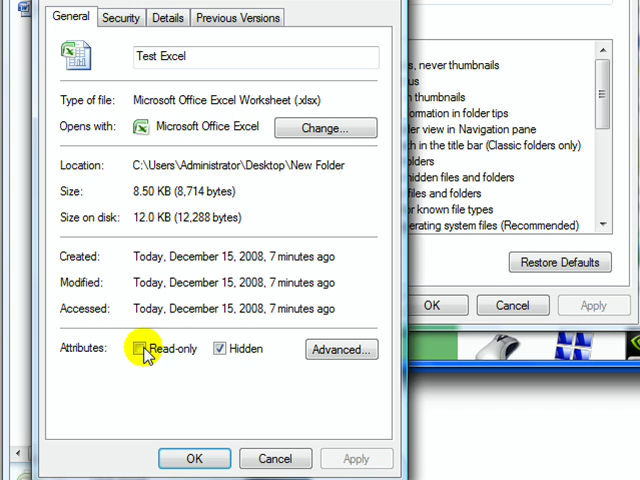 General
Security
Details
Previous Versions
Test Excel
Type of file: Microsoft Office Excel Worksheet (.xlsx)
Opens with: Microsoft Office Excel
Change...
Location: C:\Users\Administrator\Desktop\New Folder
Size: 8.50 KB (8,714 bytes)
Size on disk: 12.0 KB (12,288 bytes)
Created: Today, December 15, 2008, 7 minutes ago
Modified: Today, December 15, 2008, 7 minutes ago
Accessed: Today, December 15, 2008, 7 minutes ago
Attributes: Read-only Hidden
Advanced...
OK
Cancel
Apply
, never thumbnails
us
thumbnails
ormation in folder tips
er view in Navigation pane
th in the title bar (Classic folders only)
olders
hidden files and folders
files and folders
or known file types
erating system files (Recommended)
Restore Defaults
OK
Cancel
Apply